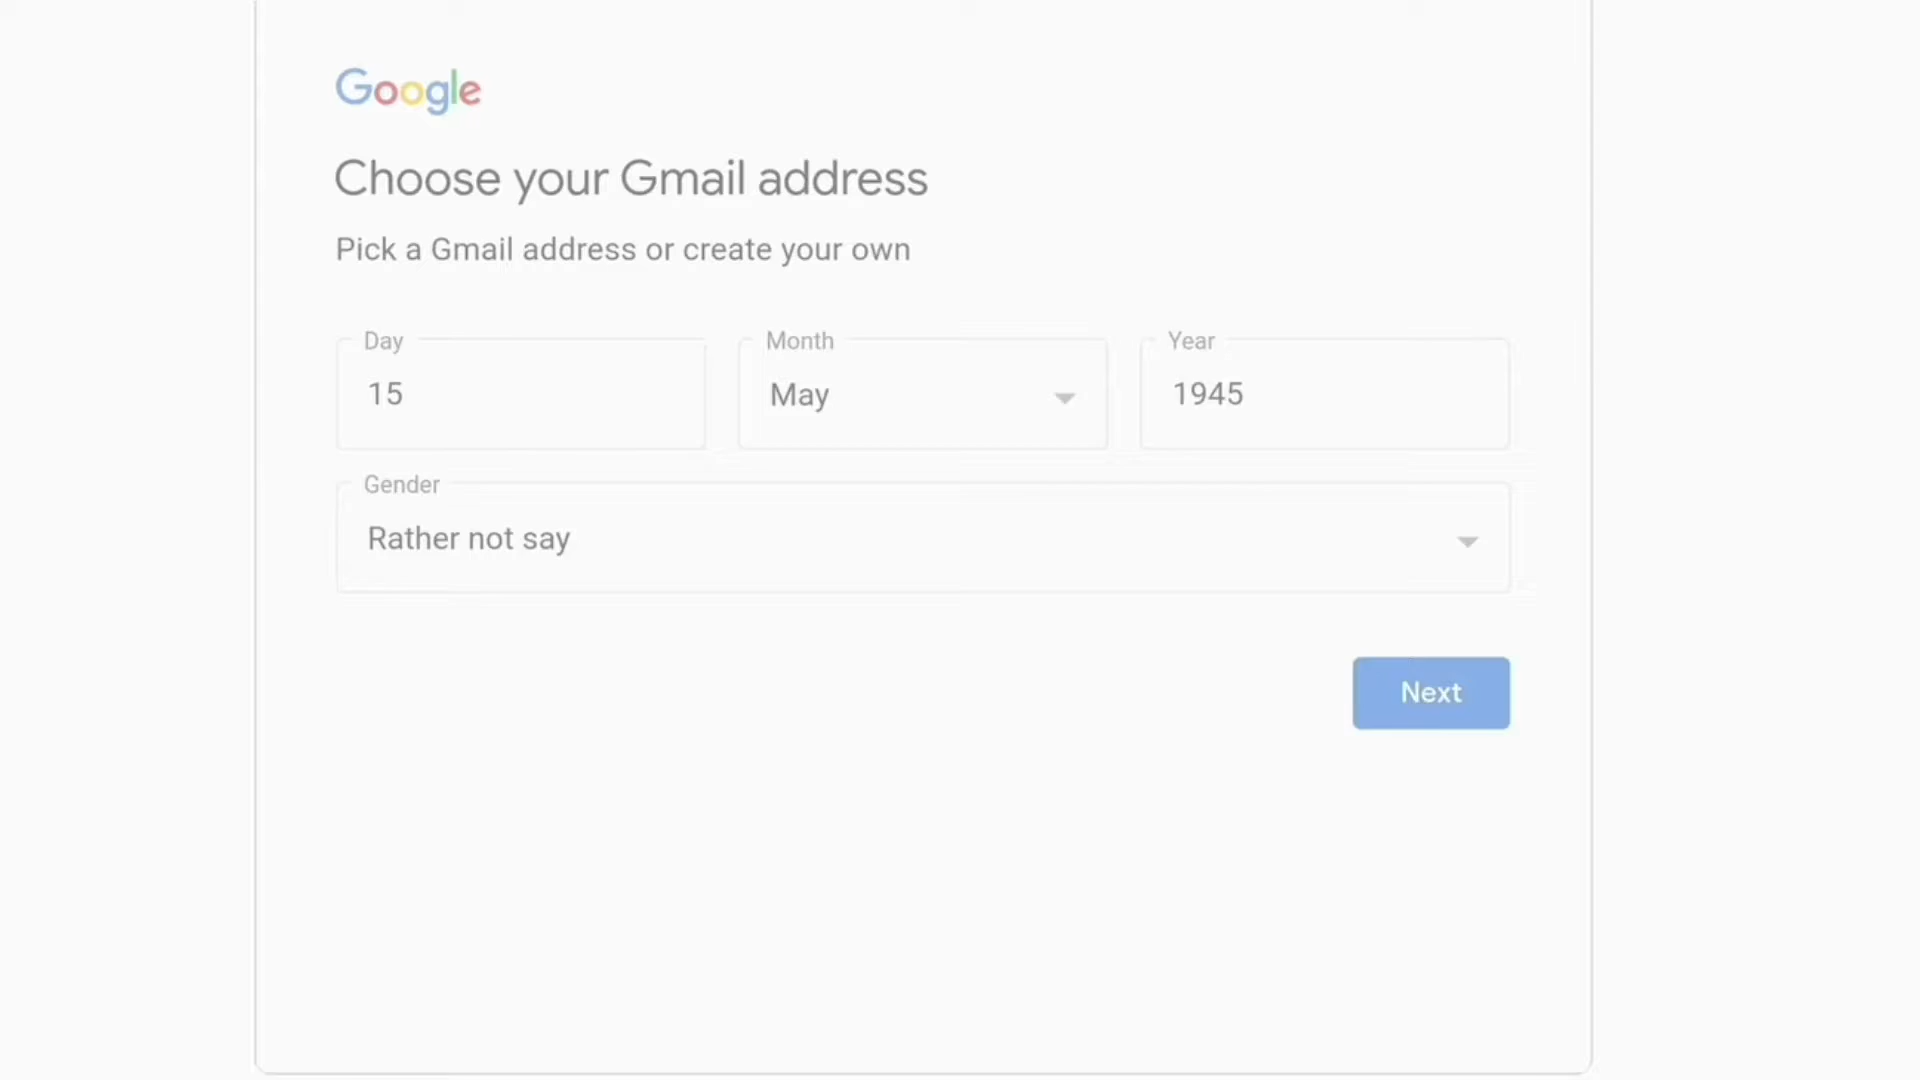 Google
Choose your Gmail address
Pick a Gmail address or create your own
Day Month Year
15 May 1945
Gender
Rather not say
Next